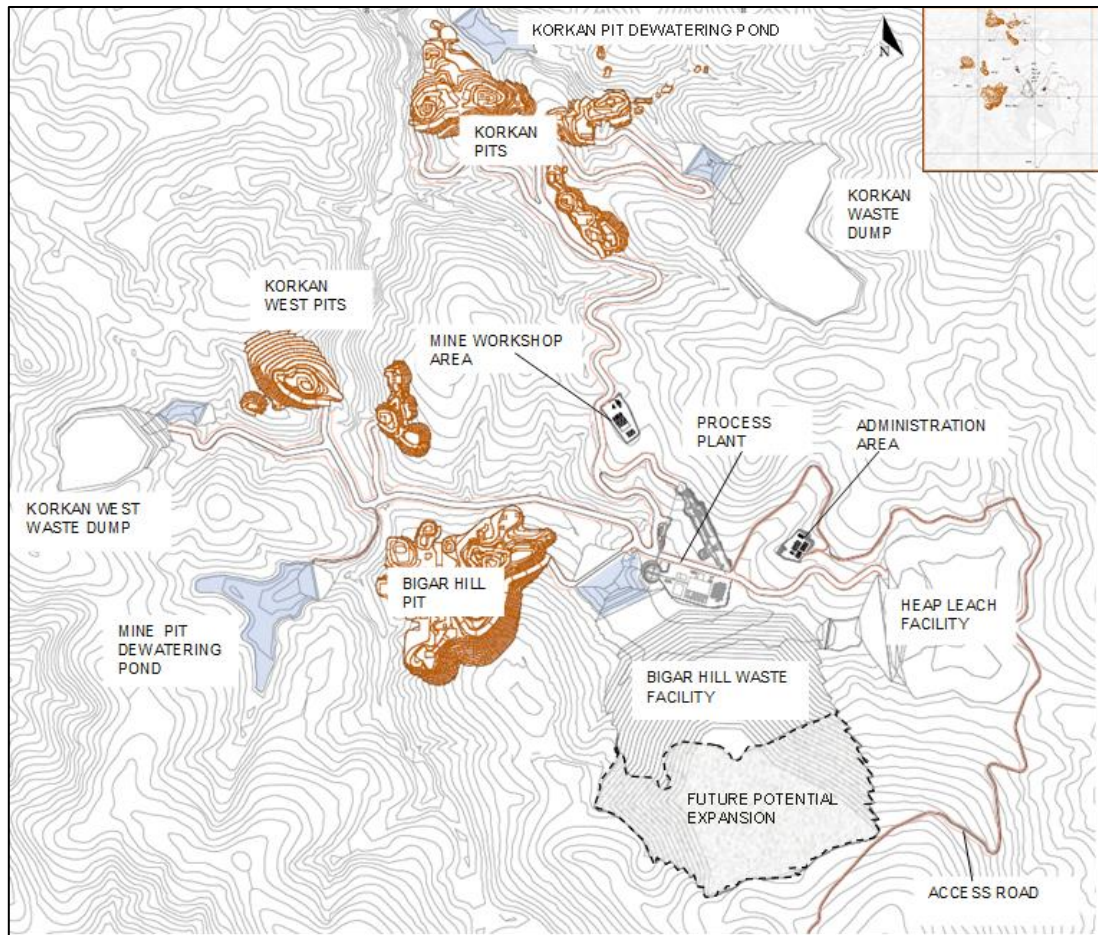 KORKAN PIT DEWATERING POND
N
KORKAN
PITS
KORKAN
WASTE
DUMP
KORKAN
WEST PITS
MINE WORKSHOP
AREA
PROCESS
PLANT
ADMINISTRATION
AREA
KORKAN WEST
WASTE DUMP
BIGAR HILL
PIT
HEAP LEACH
FACILITY
MINE PIT
DEWATERING
POND
BIGAR HILL WASTE
FACILITY
FUTURE POTENTIAL
EXPANSION
ACCESS ROAD